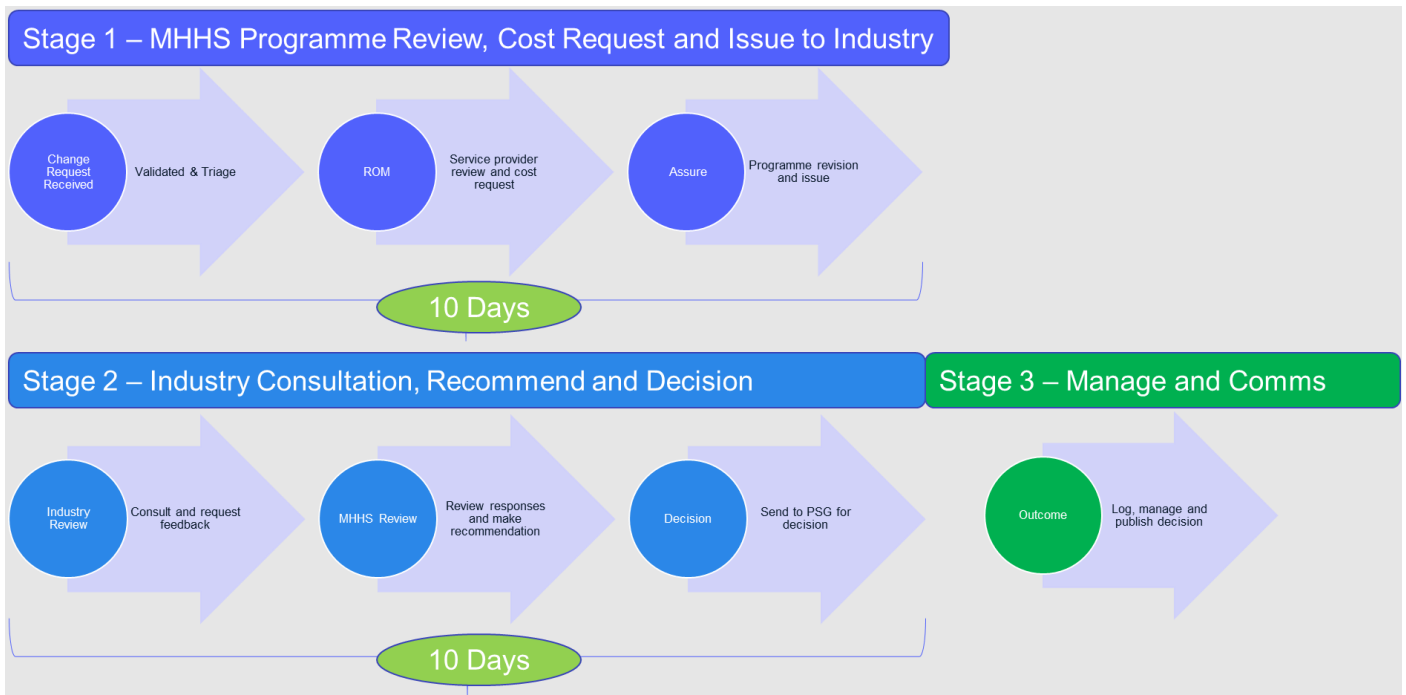 Stage 1 – MHHS Programme Review, Cost Request and Issue to Industry
Change
Request
Received
Validated & Triage
ROM
Service provider
review and cost
request
Assure
Programme revision
and issue
10 Days
Stage 2 – Industry Consultation, Recommend and Decision
Stage 3 – Manage and Comms
Industry
Review
Consult and request
feedback
MHHS Review
Review responses
and make
recommendation
Decision
Send to PSG for
decision
Outcome
Log, manage and
publish decision
10 Days